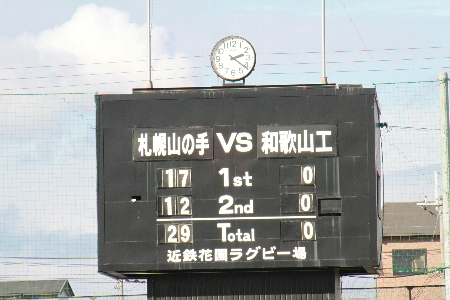 札幌山の手 VS 和歌山工
17 1st 0
12 2nd 0
29 Total 0
近鉄花園ラグビー場